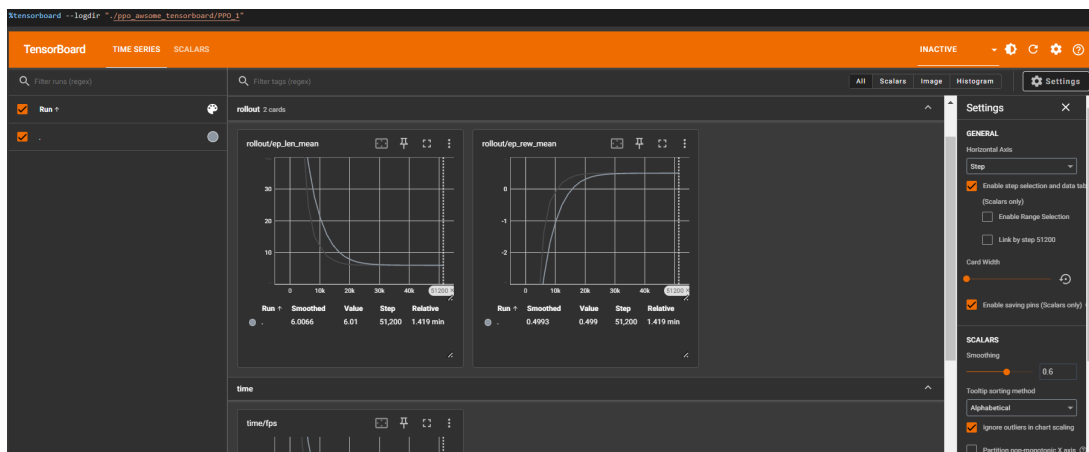 %tensorboard --logdir "./ppo_awsome_tensorboard/PPO_1"
TensorBoard TIME SERIES SCALARS INACTIVE
Filter runs (regex) Filter tags (regex) All Scalars Image Histogram Settings
Run ↑
.
rollout 2 cards
rollout/ep_len_mean
30
20
10
0 10k 20k 30k 40k 51200 ×
Run ↑ Smoothed Value Step Relative
. 6.0066 6.01 51,200 1.419 min
rollout/ep_rew_mean
0
-1
-2
0 10k 20k 30k 40k 51200 ×
Run ↑ Smoothed Value Step Relative
. 0.4993 0.499 51,200 1.419 min
time
time/fps
Settings ×
GENERAL
Horizontal Axis
Step
Enable step selection and data tab
(Scalars only)
Enable Range Selection
Link by step 51200
Card Width
Enable saving pins (Scalars only)
SCALARS
Smoothing
0.6
Tooltip sorting method
Alphabetical
Ignore outliers in chart scaling
Partition non-monotonic X axis